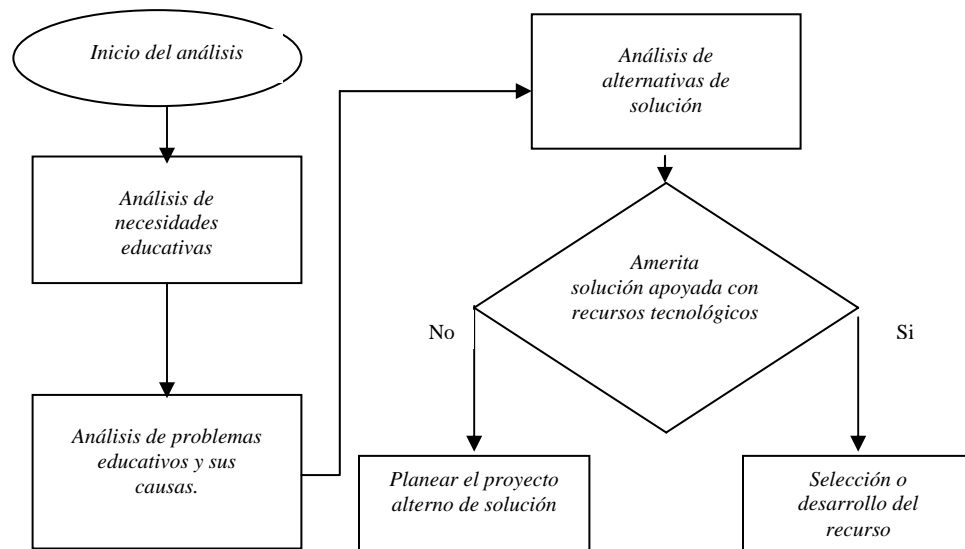 Inicio del análisis
Análisis de
necesidades
educativas
Análisis de problemas
educativos y sus
causas.
Análisis de
alternativas de
solución
Amerita
solución apoyada con
recursos tecnológicos
No
Si
Planear el proyecto
alterno de solución
Selección o
desarrollo del
recurso